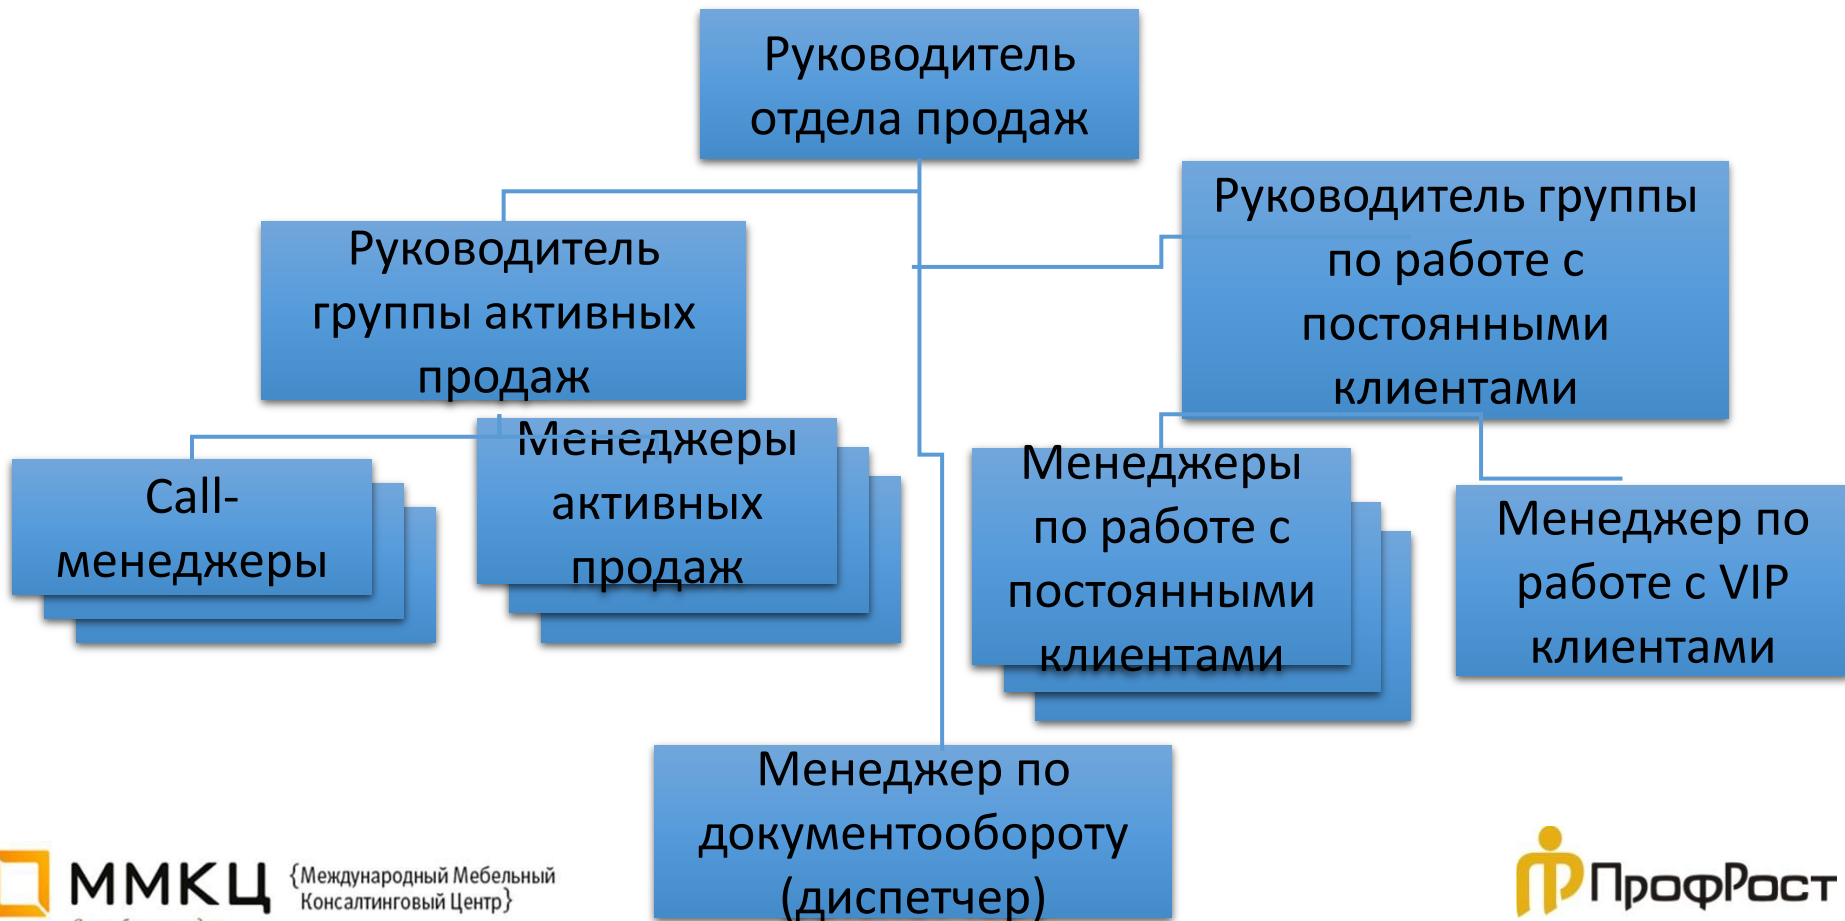 Руководитель
отдела продаж
Руководитель группы
по работе с
постоянными
клиентами
Руководитель
группы активных
продаж
Call-
менеджеры
Менеджеры
активных
продаж
Менеджеры
по работе с
постоянными
клиентами
Менеджер по
работе с VIP
клиентами
Менеджер по
документообороту
(диспетчер)
ММКЦ
{Международный Мебельный
Консалтинговый Центр}
ПрофРост